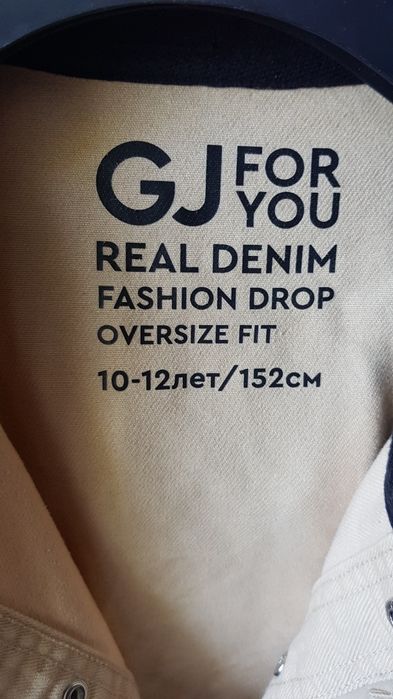 GJ FOR YOU
REAL DENIM
FASHION DROP
OVERSIZE FIT
10-12лет/152см